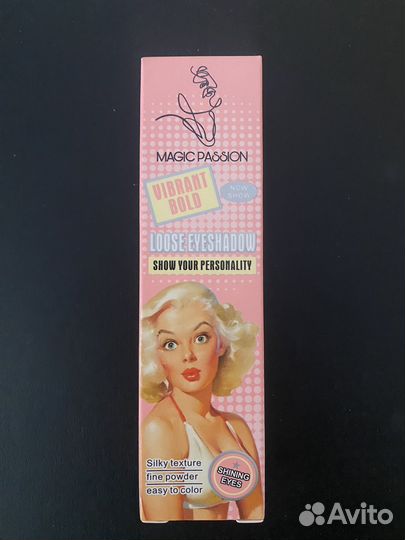 MAGIC PASSION
VIBRANT
BOLD
NEW
SHOW
LOOSE EYESHADOW
SHOW YOUR PERSONALITY
Silky texture
fine powder
easy to color
SHINING
EYES
Avito